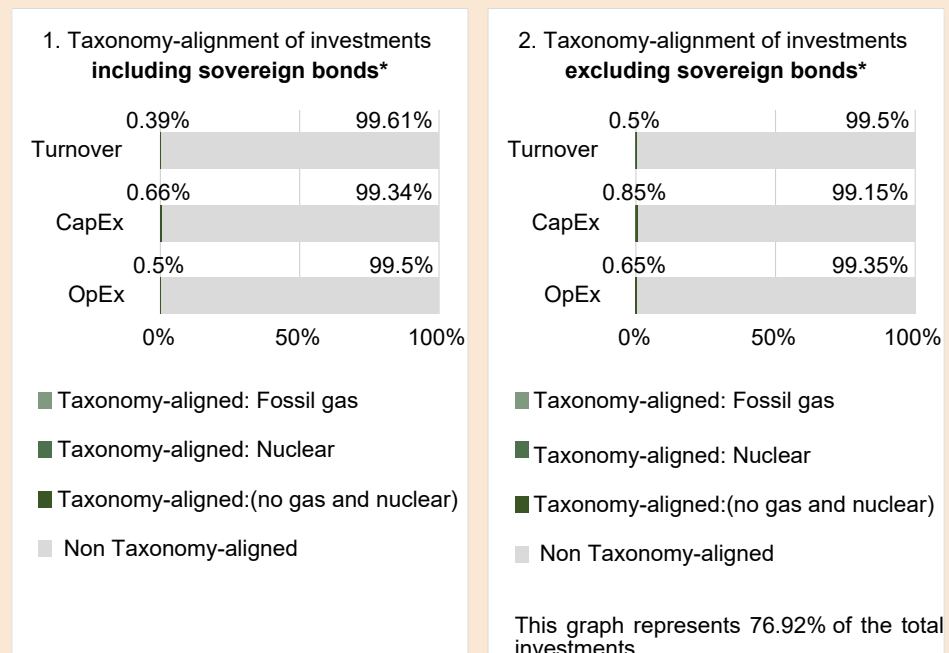 1. Taxonomy-alignment of investments
including sovereign bonds*
0.39% 99.61%
Turnover
0.66% 99.34%
CapEx
0.5% 99.5%
OpEx
0% 50% 100%
Taxonomy-aligned: Fossil gas
Taxonomy-aligned: Nuclear
Taxonomy-aligned:(no gas and nuclear)
Non Taxonomy-aligned
2. Taxonomy-alignment of investments
excluding sovereign bonds*
0.5% 99.5%
Turnover
0.85% 99.15%
CapEx
0.65% 99.35%
OpEx
0% 50% 100%
Taxonomy-aligned: Fossil gas
Taxonomy-aligned: Nuclear
Taxonomy-aligned:(no gas and nuclear)
Non Taxonomy-aligned
This graph represents 76.92% of the total
investments